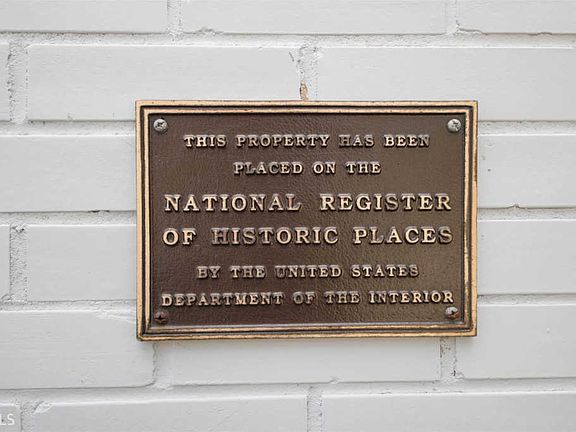 THIS PROPERTY HAS BEEN
PLACED ON THE
NATIONAL REGISTER
OF HISTORIC PLACES
BY THE UNITED STATES
DEPARTMENT OF THE INTERIOR